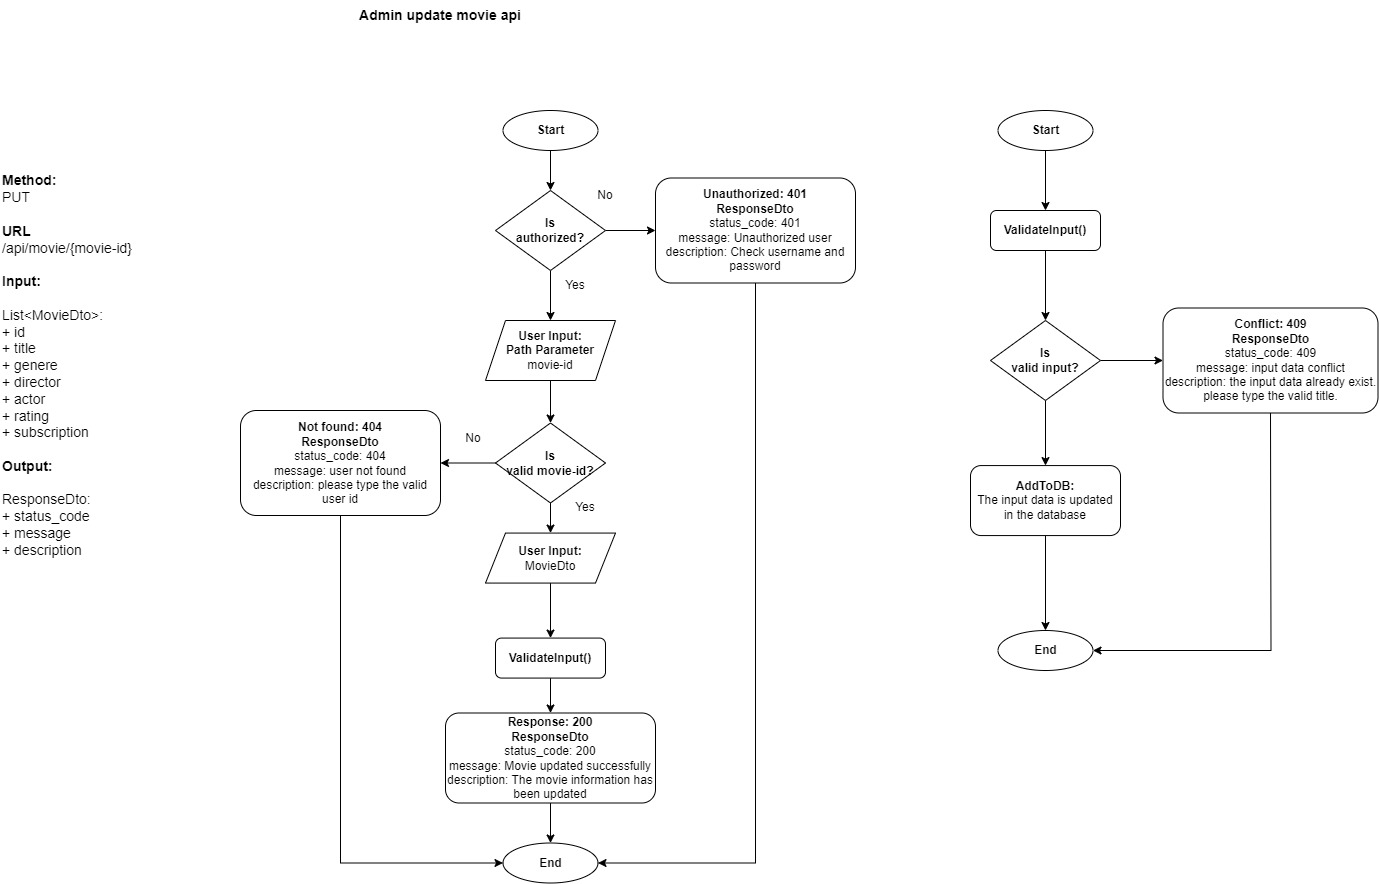 Admin update movie api
Method:
PUT
URL
/api/movie/{movie-id}
Input:
List<MovieDto>:
+ id
+ title
+ genere
+ director
+ actor
+ rating
+ subscription
Output:
ResponseDto:
+ status_code
+ message
+ description
Start
Is
authorized?
No
Unauthorized: 401
ResponseDto
status_code: 401
message: Unauthorized user
description: Check username and
password
Yes
User Input:
Path Parameter
movie-id
Is
valid movie-id?
No
Not found: 404
ResponseDto
status_code: 404
message: user not found
description: please type the valid
user id
Yes
User Input:
MovieDto
ValidateInput()
Response: 200
ResponseDto
status_code: 200
message: Movie updated successfully
description: The movie information has
been updated
End
Start
ValidateInput()
Is
valid input?
Conflict: 409
ResponseDto
status_code: 409
message: input data conflict
description: the input data already exist.
please type the valid title.
AddToDB:
The input data is updated
in the database
End